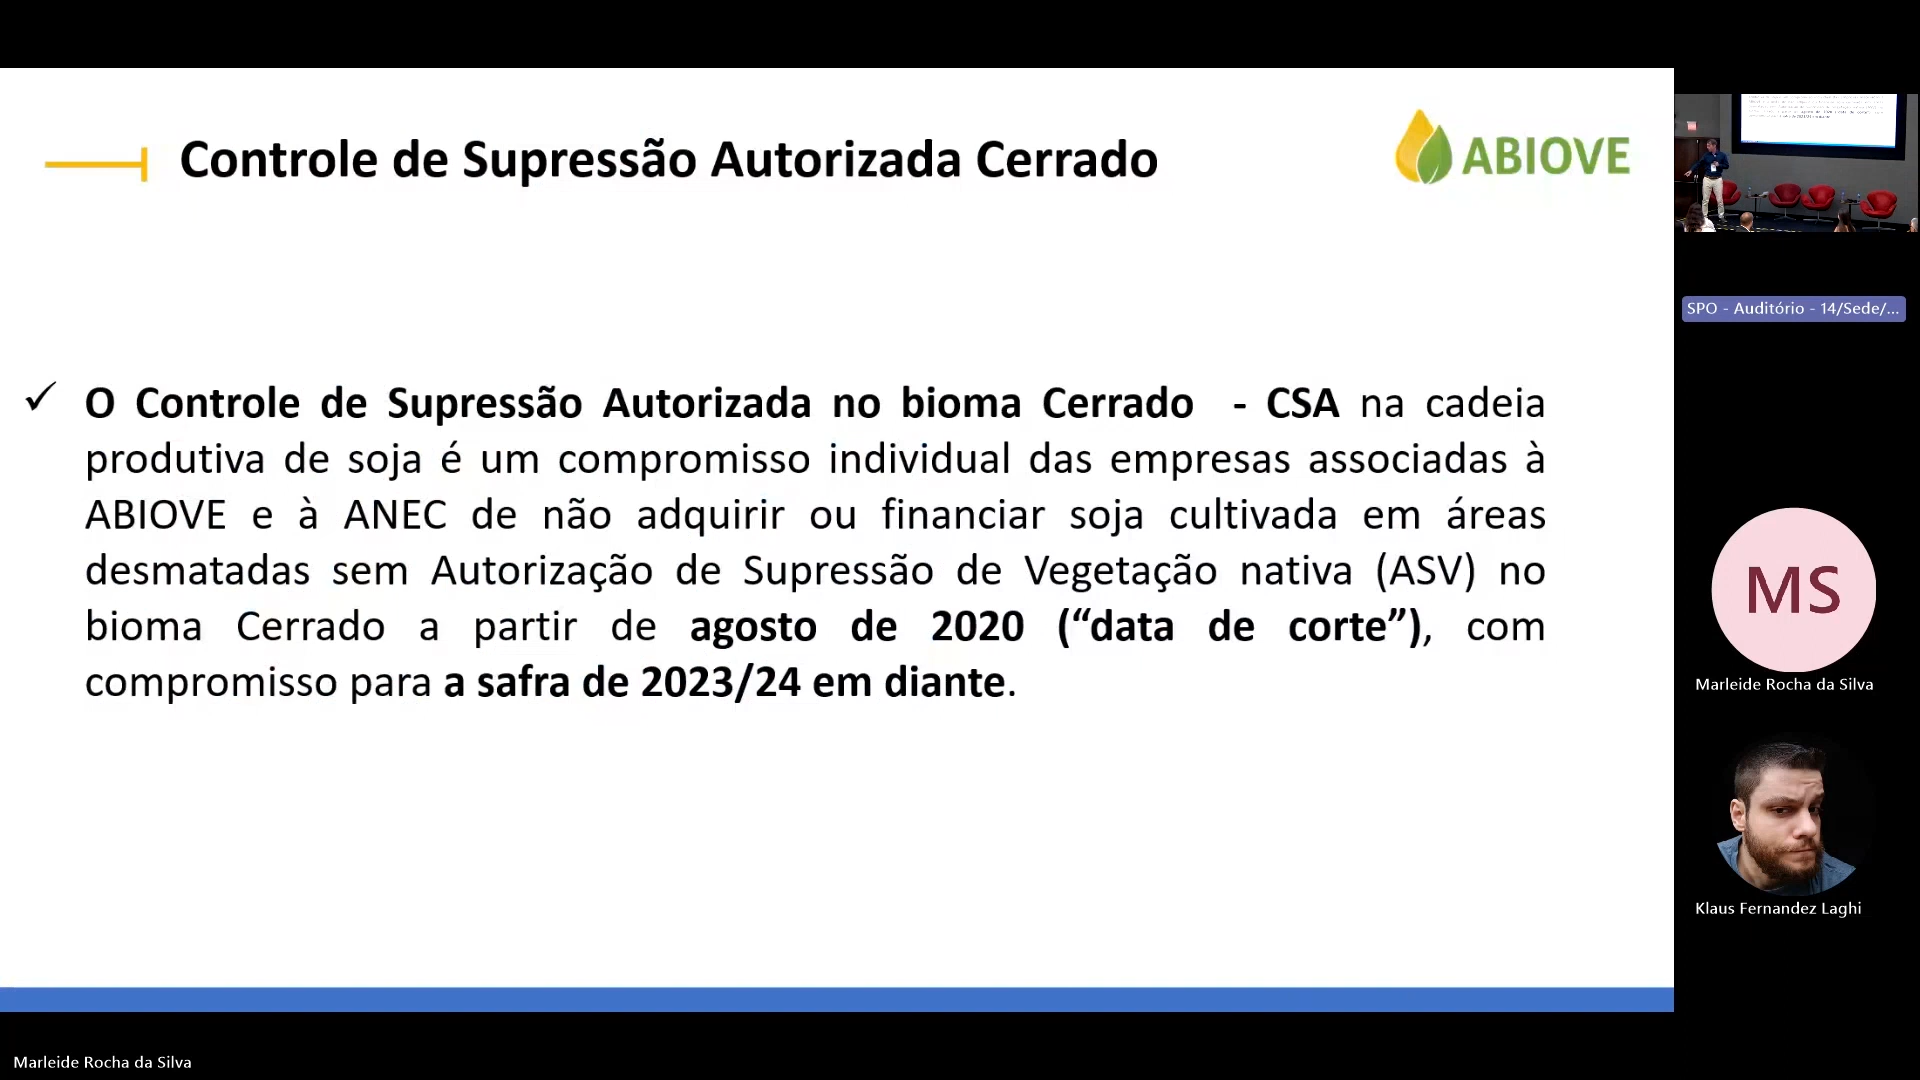 Controle de Supressão Autorizada Cerrado
ABIOVE
✓ O Controle de Supressão Autorizada no bioma Cerrado - CSA na cadeia
produtiva de soja é um compromisso individual das empresas associadas à
ABIOVE e à ANEC de não adquirir ou financiar soja cultivada em áreas
desmatadas sem Autorização de Supressão de Vegetação nativa (ASV) no
bioma Cerrado a partir de agosto de 2020 (“data de corte”), com
compromisso para a safra de 2023/24 em diante.
SPO - Auditório - 14/Sede/...
MS
Marleide Rocha da Silva
Klaus Fernandez Laghi
Marleide Rocha da Silva